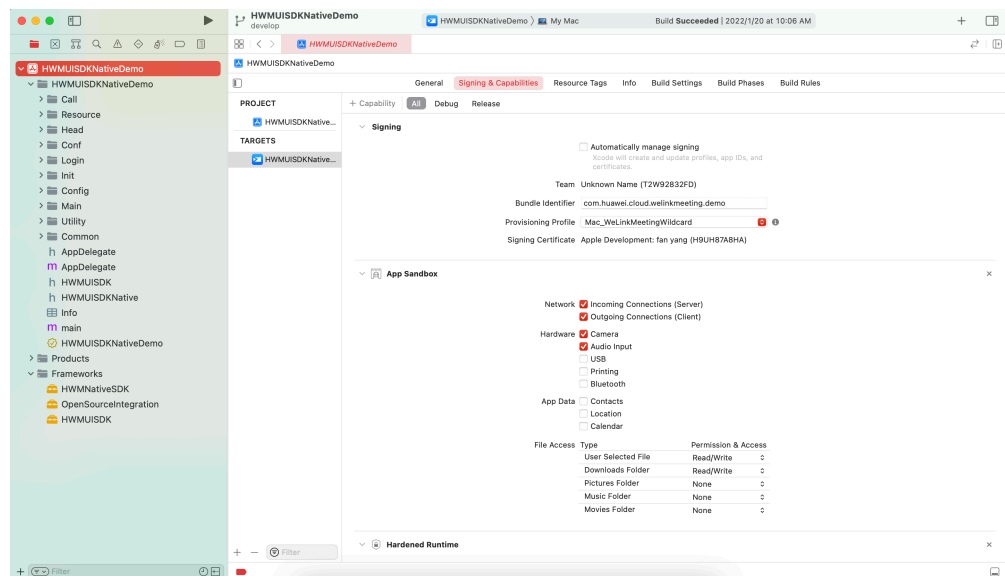 HWMUISDKNativeDemo
develop
HWMUISDKNativeDemo 〉 My Mac
Build Succeeded | 2022/1/20 at 10:06 AM
HWMUISDKNativeDemo
HWMUISDKNativeDemo
General Signing & Capabilities Resource Tags Info Build Settings Build Phases Build Rules
+ Capability All Debug Release
HWMUISDKNativeDemo
HWMUISDKNativeDemo
Call
Resource
Head
Conf
Login
Init
Config
Main
Utility
Common
h AppDelegate
m AppDelegate
h HWMUISDK
h HWMUISDKNative
Info
m main
HWMUISDKNativeDemo
Products
Frameworks
HWMNativeSDK
OpenSourceIntegration
HWMUISDK
Filter
PROJECT
HWMUISDKNative...
TARGETS
HWMUISDKNative...
Filter
Signing
Automatically manage signing
Xcode will create and update profiles, app IDs, and
certificates.
Team Unknown Name (T2W92832FD)
Bundle Identifier com.huawei.cloud.welinkmeeting.demo
Provisioning Profile Mac_WeLinkMeetingWildcard
Signing Certificate Apple Development: fan yang (H9UH87A8HA)
App Sandbox
Network Incoming Connections (Server)
Outgoing Connections (Client)
Hardware Camera
Audio Input
USB
Printing
Bluetooth
App Data Contacts
Location
Calendar
File Access Type Permission & Access
User Selected File Read/Write
Downloads Folder Read/Write
Pictures Folder None
Music Folder None
Movies Folder None
Hardened Runtime